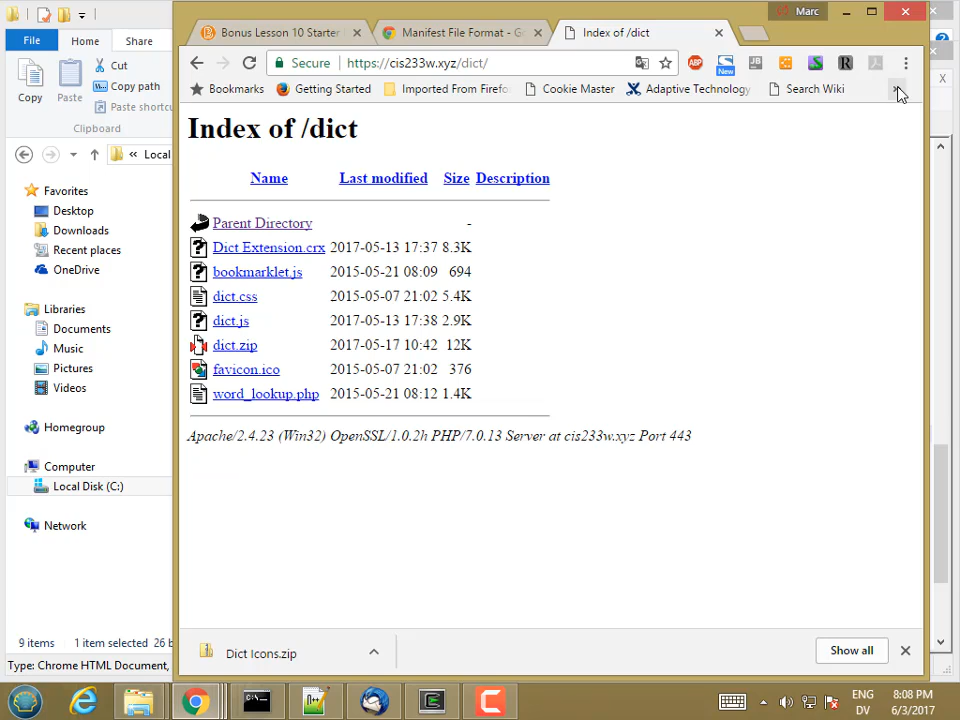 File
Home
Share
Copy
Paste
Cut
Copy path
Paste shortcu
Clipboard
« Local
Favorites
Desktop
Downloads
Recent places
OneDrive
Libraries
Documents
Music
Pictures
Videos
Homegroup
Computer
Local Disk (C:)
Network
9 items 1 item selected 26 b
Type: Chrome HTML Document,
Marc
Bonus Lesson 10 Starter
Manifest File Format - Go
Index of /dict
Secure https://cis233w.xyz/dict/
ABP New JB R
Bookmarks Getting Started Imported From Firefo Cookie Master Adaptive Technology Search Wiki »
Index of /dict
Name Last modified Size Description
Parent Directory -
Dict Extension.crx 2017-05-13 17:37 8.3K
bookmarklet.js 2015-05-21 08:09 694
dict.css 2015-05-07 21:02 5.4K
dict.js 2017-05-13 17:38 2.9K
dict.zip 2017-05-17 10:42 12K
favicon.ico 2015-05-07 21:02 376
word_lookup.php 2015-05-21 08:12 1.4K
Apache/2.4.23 (Win32) OpenSSL/1.0.2h PHP/7.0.13 Server at cis233w.xyz Port 443
Dict Icons.zip
Show all
ENG 8:08 PM
DV 6/3/2017